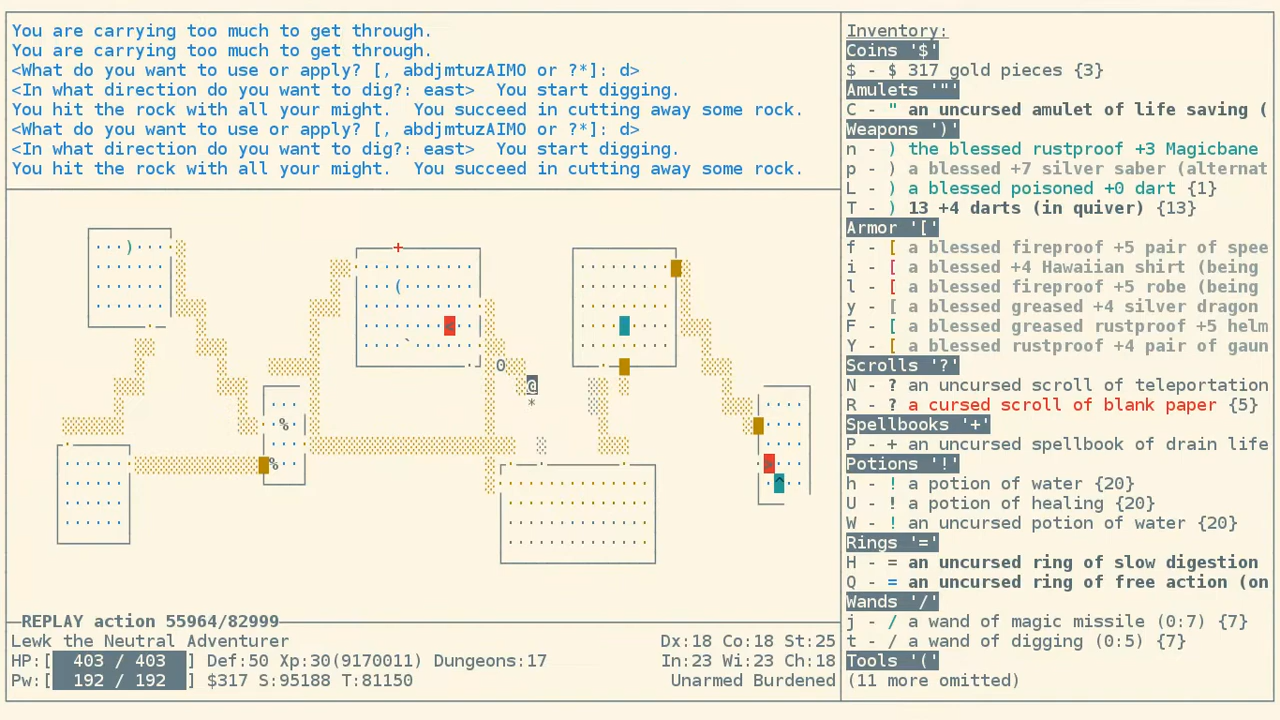 You are carrying too much to get through.
You are carrying too much to get through.
<What do you want to use or apply? [, abdjmtuzAIMO or ?*]: d>
<In what direction do you want to dig?: east>  You start digging.
You hit the rock with all your might.  You succeed in cutting away some rock.
<What do you want to use or apply? [, abdjmtuzAIMO or ?*]: d>
<In what direction do you want to dig?: east>  You start digging.
You hit the rock with all your might.  You succeed in cutting away some rock.
REPLAY action 55964/82999
Lewk the Neutral Adventurer Dx:18 Co:18 St:25
HP:[ 403 / 403 ] Def:50 Xp:30(9170011) Dungeons:17 In:23 Wi:23 Ch:18
Pw:[ 192 / 192 ] $317 S:95188 T:81150 Unarmed Burdened
Inventory:
Coins '$'
$ - $ 317 gold pieces {3}
Amulets '"'
C - " an uncursed amulet of life saving (
Weapons ')'
n - ) the blessed rustproof +3 Magicbane
p - ) a blessed +7 silver saber (alternat
L - ) a blessed poisoned +0 dart {1}
T - ) 13 +4 darts (in quiver) {13}
Armor '['
f - [ a blessed fireproof +5 pair of spee
i - [ a blessed +4 Hawaiian shirt (being
l - [ a blessed fireproof +5 robe (being
y - [ a blessed greased +4 silver dragon
F - [ a blessed greased rustproof +5 helm
Y - [ a blessed rustproof +4 pair of gaun
Scrolls '?'
N - ? an uncursed scroll of teleportation
R - ? a cursed scroll of blank paper {5}
Spellbooks '+'
P - + an uncursed spellbook of drain life
Potions '!'
h - ! a potion of water {20}
U - ! a potion of healing {20}
W - ! an uncursed potion of water {20}
Rings '='
H - = an uncursed ring of slow digestion
Q - = an uncursed ring of free action (on
Wands '/'
j - / a wand of magic missile (0:7) {7}
t - / a wand of digging (0:5) {7}
Tools '('
(11 more omitted)